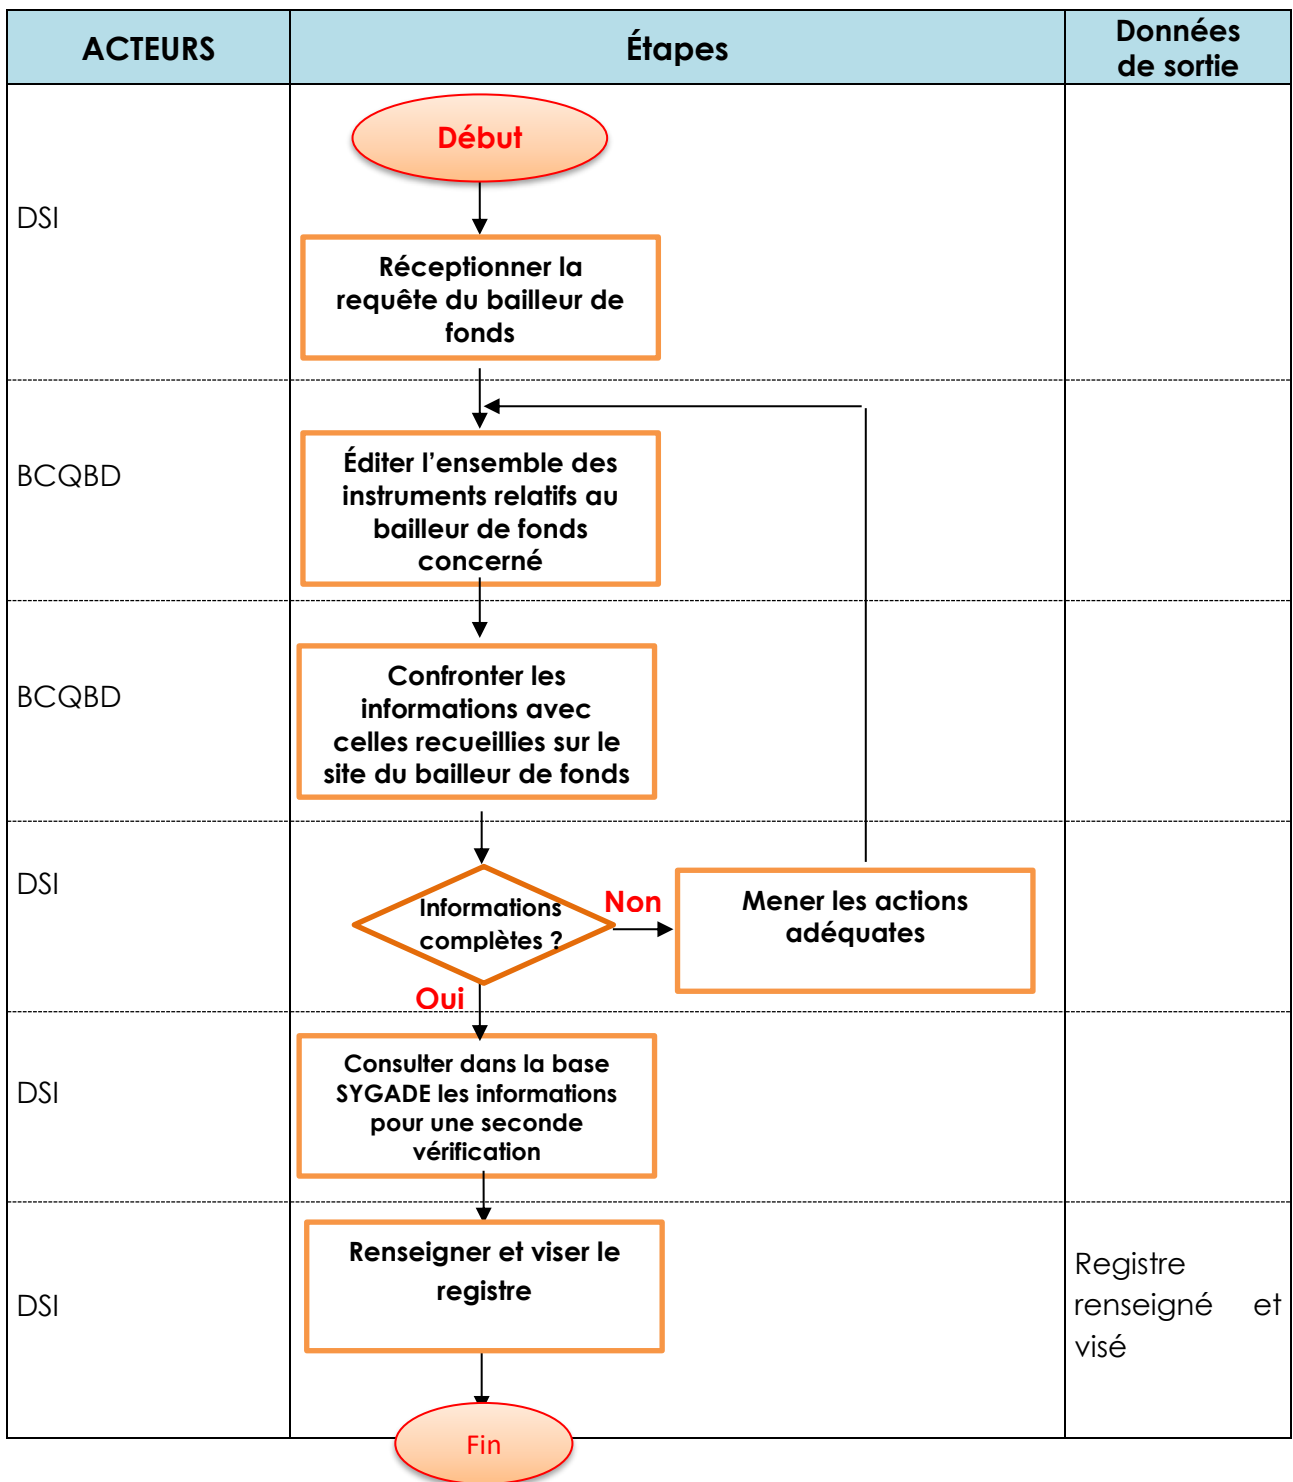 ACTEURS
Étapes
Données
de sortie
Début
DSI
Réceptionner la
requête du bailleur de
fonds
BCQBD
Éditer l’ensemble des
instruments relatifs au
bailleur de fonds
concerné
BCQBD
Confronter les
informations avec
celles recueillies sur le
site du bailleur de fonds
DSI
Informations
complètes ?
Non
Mener les actions
adéquates
Oui
DSI
Consulter dans la base
SYGADE les informations
pour une seconde
vérification
DSI
Renseigner et viser le
registre
Registre
renseigné et
visé
Fin